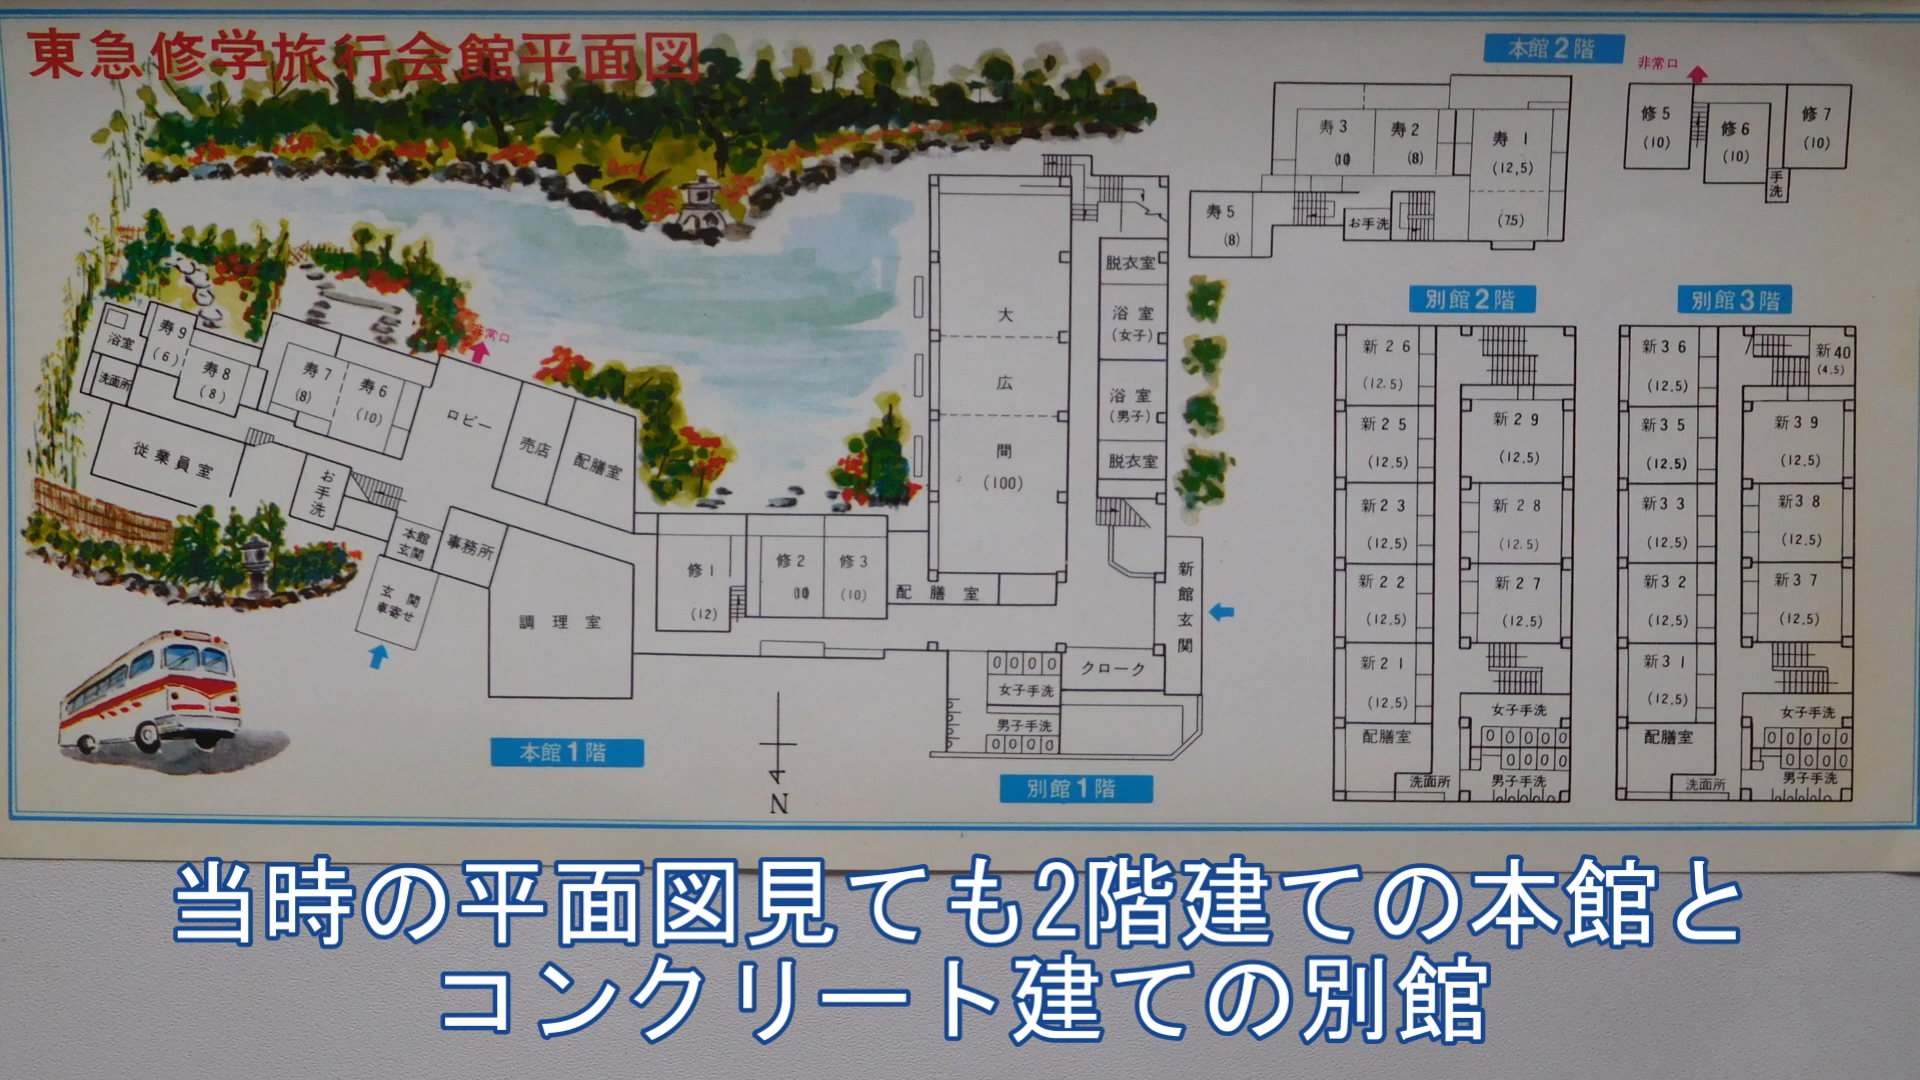 東急修学旅行会館平面図
本館2階
非常口
寿3
(10)
寿2
(8)
寿1
(12,5)
(7.5)
寿5
(8)
お手洗
修5
(10)
修6
(10)
修7
(10)
手洗
浴室
洗面所
寿9
(6)
寿8
(8)
寿7
(8)
寿6
(10)
非常口
ロビー
売店
配膳室
従業員室
お手洗
本館
玄関
事務所
玄関
車寄せ
調理室
修1
(12)
修2
(10)
修3
(10)
配膳室
大広間
(100)
脱衣室
浴室
(女子)
浴室
(男子)
脱衣室
新館玄関
クローク
女子手洗
男子手洗
本館1階
N
別館1階
別館2階
新26
(12.5)
新25
(12.5)
新23
(12.5)
新22
(12.5)
新21
(12.5)
配膳室
洗面所
新29
(12.5)
新28
(12.5)
新27
(12.5)
女子手洗
男子手洗
別館3階
新36
(12.5)
新35
(12.5)
新33
(12.5)
新32
(12.5)
新31
(12.5)
配膳室
洗面所
新40
(4.5)
新39
(12.5)
新38
(12.5)
新37
(12.5)
女子手洗
男子手洗
当時の平面図見ても2階建ての本館と
コンクリート建ての別館